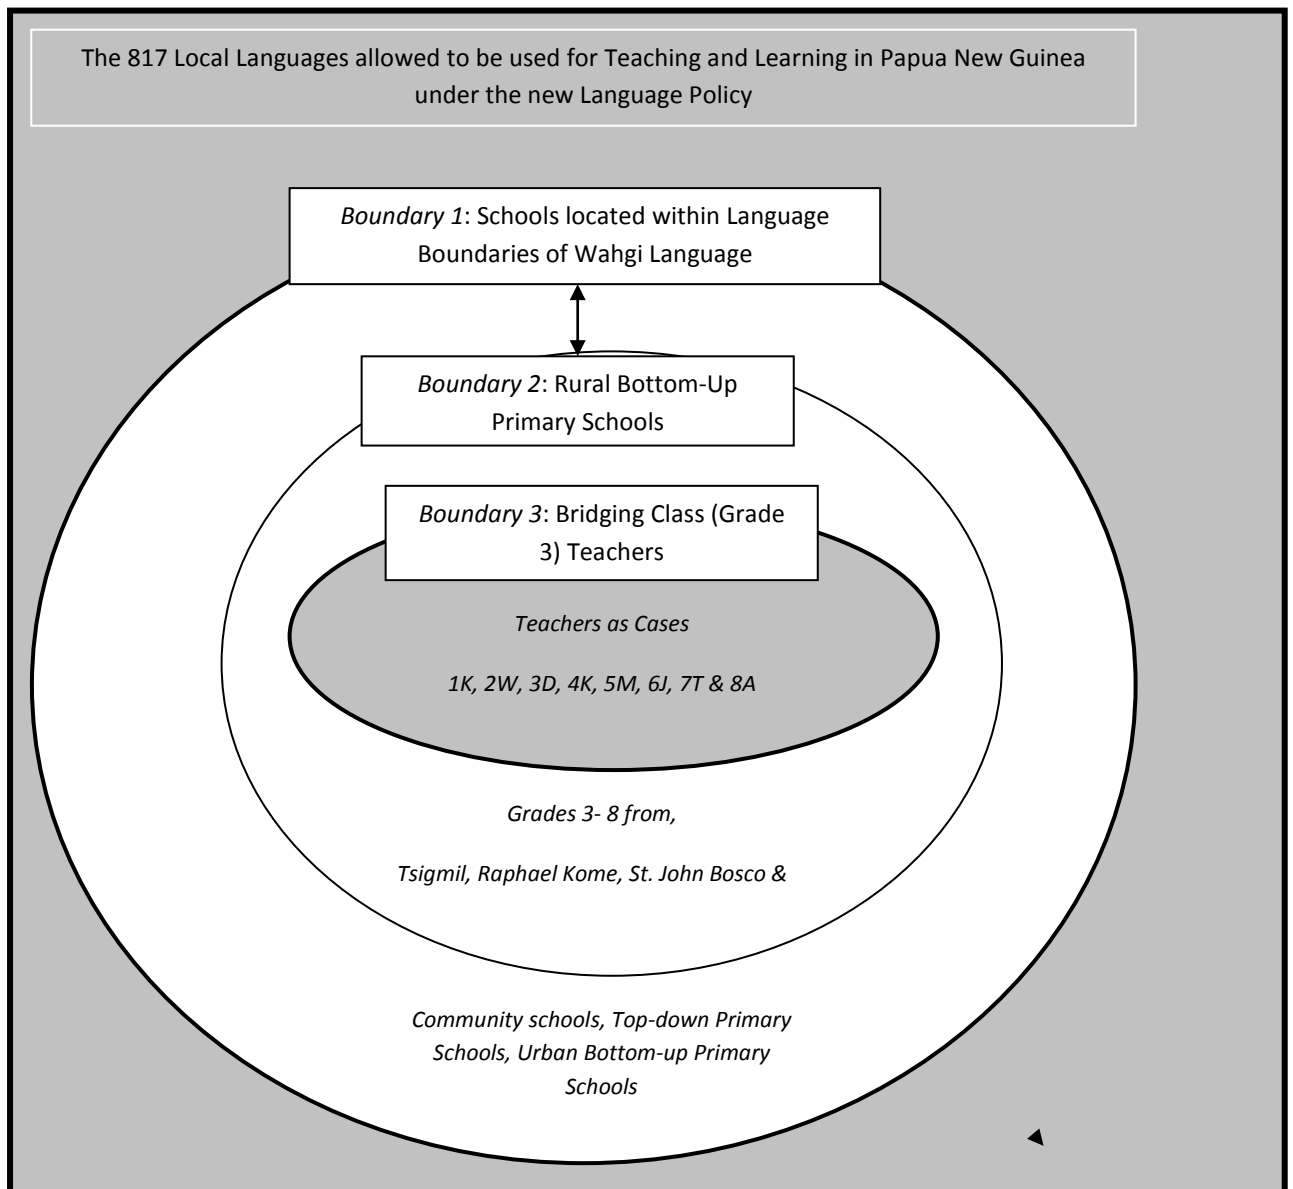 The 817 Local Languages allowed to be used for Teaching and Learning in Papua New Guinea
under the new Language Policy
Boundary 1: Schools located within Language
Boundaries of Wahgi Language
Boundary 2: Rural Bottom-Up
Primary Schools
Boundary 3: Bridging Class (Grade
3) Teachers
Teachers as Cases
1K, 2W, 3D, 4K, 5M, 6J, 7T & 8A
Grades 3- 8 from,
Tsigmil, Raphael Kome, St. John Bosco &
Community schools, Top-down Primary
Schools, Urban Bottom-up Primary
Schools